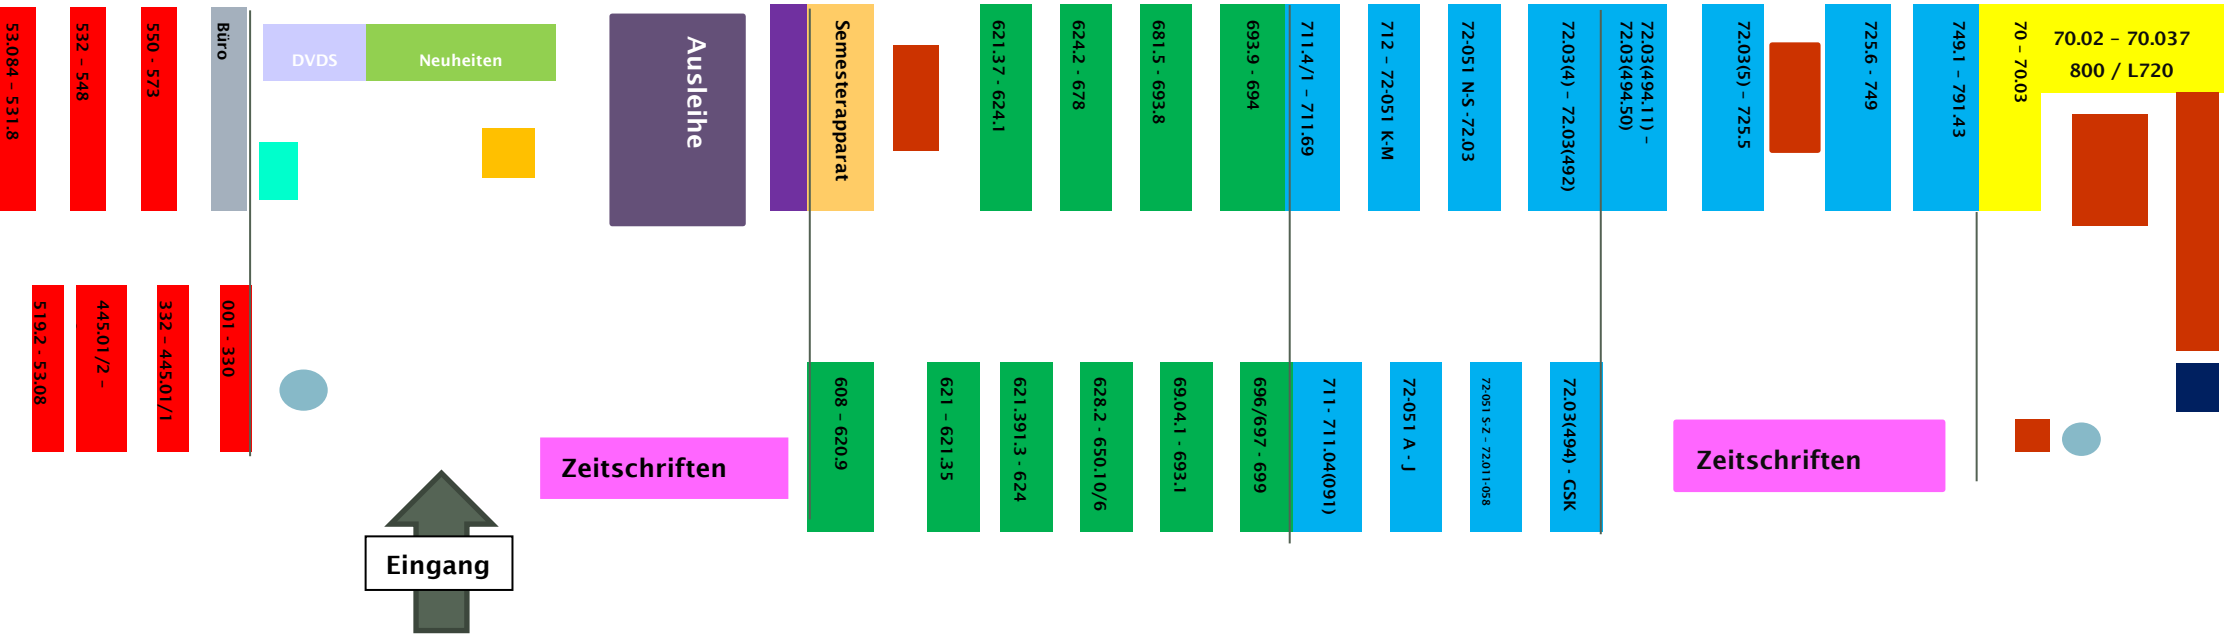 53.084 – 531.8
532 – 548
550 - 573
Büro
DVDS
Neuheiten
Ausleihe
Semesterapparat
621.37 - 624.1
624.2 - 678
681.5 - 693.8
693.9 - 694
711.4/1 – 711.69
712 – 72-051 K-M
72-051 N-S -72.03
72.03(4) – 72.03(492)
72.03(494.11) –
72.03(494.50)
72.03(5) – 725.5
725.6 - 749
749.1 – 791.43
70 – 70.03
70.02 – 70.037
800 / L720
519.2 - 53.08
445.01/2 –
332 – 445.01/1
001 - 330
608 – 620.9
621 – 621.35
621.391.3 - 624
628.2 - 650.10/6
69.04.1 - 693.1
696/697 - 699
711- 711.04(091)
72-051 A - J
72-051 S-Z – 72.011-058
72.03(494) - GSK
Zeitschriften
Zeitschriften
Eingang